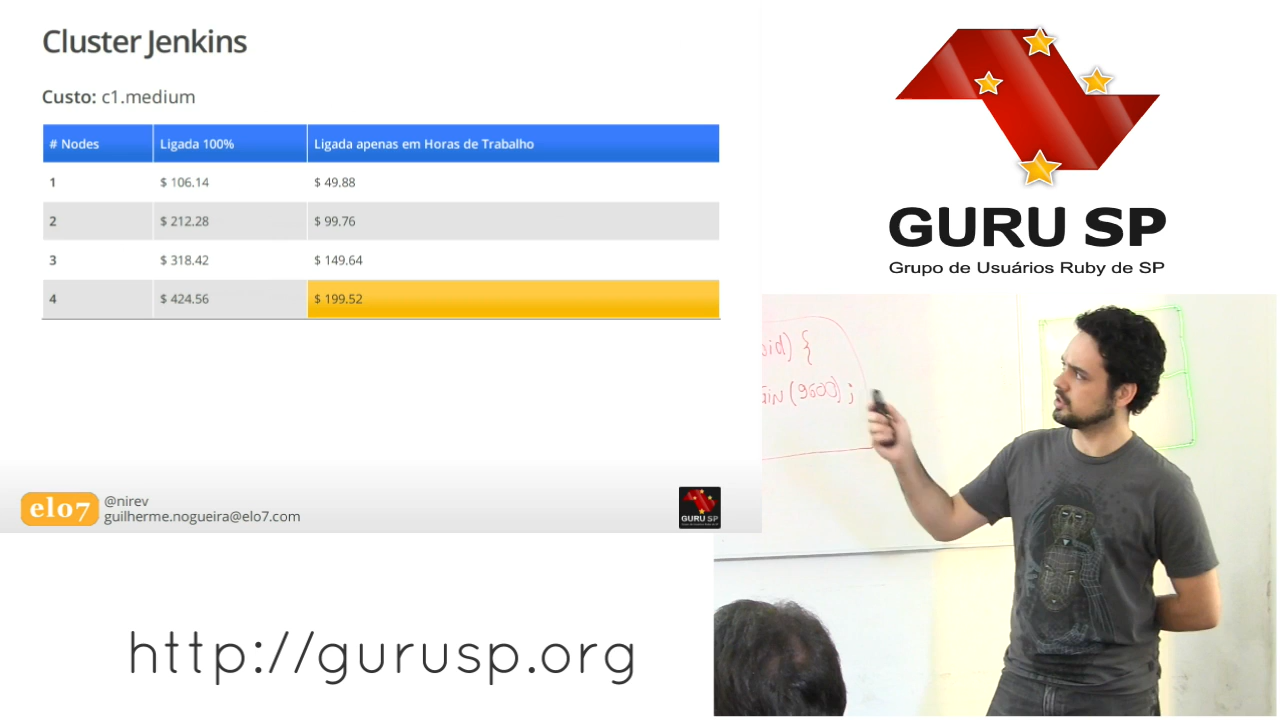 Cluster Jenkins
Custo: c1.medium
# Nodes Ligada 100% Ligada apenas em Horas de Trabalho
1 $ 106.14 $ 49.88
2 $ 212.28 $ 99.76
3 $ 318.42 $ 149.64
4 $ 424.56 $ 199.52
elo7
@nirev
guilherme.nogueira@elo7.com
GURU SP
http://gurusp.org
GURU SP
Grupo de Usuários Ruby de SP
oid) {
(9600);